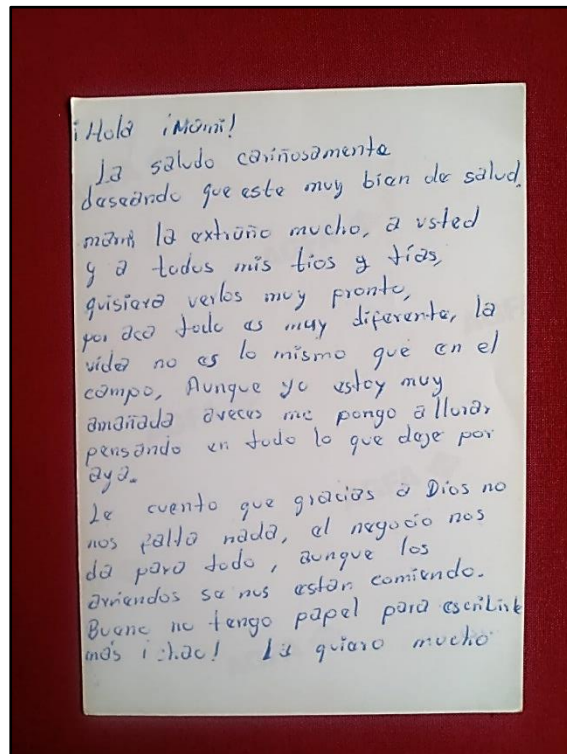 ¡Hola ¡Mami!
La saludo cariñosamente
deseando que este muy bien de salud.
mami la extraño mucho, a usted
y a todos mis tios y tías,
quisiera verlos muy pronto,
por aca todo es muy diferente, la
vida no es lo mismo que en el
campo, Aunque yo estoy muy
amañada aveces me pongo a llorar
pensando en todo lo que deje por
aya.
Le cuento que gracias a Dios no
nos falta nada, el negocio nos
da para todo, aunque los
arriendos se nos estan comiendo.
Bueno no tengo papel para escribirle
más ¡chao! La quiero mucho